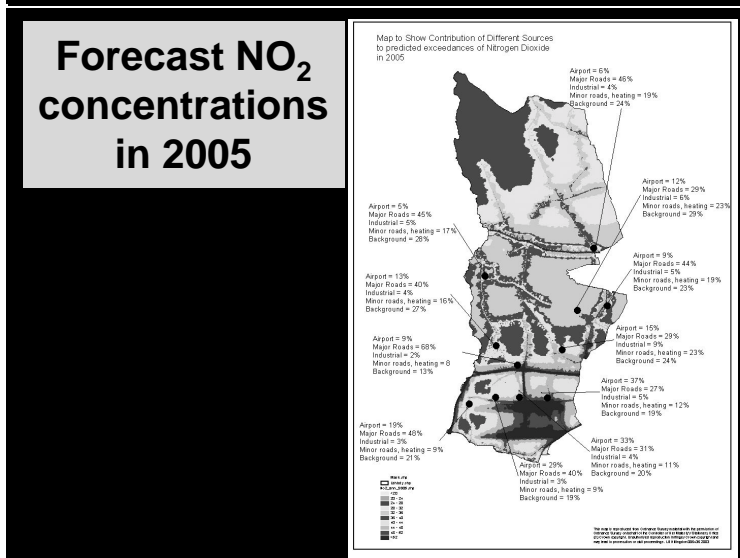 Forecast NO2
concentrations
in 2005
Map to Show Contribution of Different Sources
to predicted exceedances of Nitrogen Dioxide
in 2005
Airport = 6%
Major Roads = 46%
Industrial = 4%
Minor roads, heating = 19%
Background = 24%
Airport = 12%
Major Roads = 29%
Industrial = 6%
Minor roads, heating = 23%
Background = 29%
Airport = 5%
Major Roads = 45%
Industrial = 5%
Minor roads, heating = 17%
Background = 28%
Airport = 9%
Major Roads = 44%
Industrial = 5%
Minor roads, heating = 19%
Background = 23%
Airport = 13%
Major Roads = 40%
Industrial = 4%
Minor roads, heating = 16%
Background = 27%
Airport = 15%
Major Roads = 29%
Industrial = 9%
Minor roads, heating = 23%
Background = 24%
Airport = 9%
Major Roads = 68%
Industrial = 2%
Minor roads, heating = 8
Background = 13%
Airport = 37%
Major Roads = 27%
Industrial = 5%
Minor roads, heating = 12%
Background = 19%
Airport = 19%
Major Roads = 48%
Industrial = 3%
Minor roads, heating = 9%
Background = 21%
Airport = 33%
Major Roads = 31%
Industrial = 4%
Minor roads, heating = 11%
Background = 20%
Airport = 29%
Major Roads = 40%
Industrial = 3%
Minor roads, heating = 9%
Background = 19%